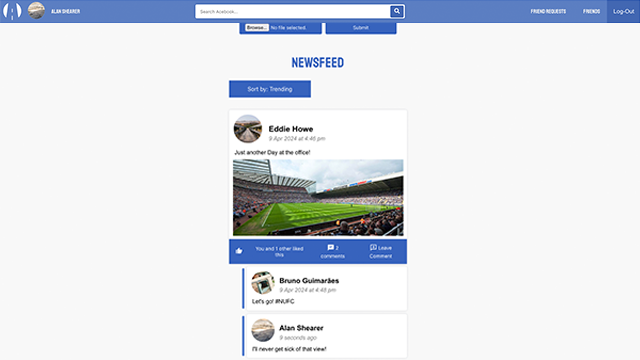 ALAN SHEARER
Search Acebook...
FRIEND REQUESTS
FRIENDS
Log-Out
Browse... No file selected.
Submit
NEWSFEED
Sort by: Trending
Eddie Howe
9 Apr 2024 at 4:46 pm
Just another Day at the office!
You and 1 other liked
this
2
comments
Leave
Comment
Bruno Guimarães
9 Apr 2024 at 4:48 pm
Let's go! #NUFC
Alan Shearer
9 seconds ago
I'll never get sick of that view!